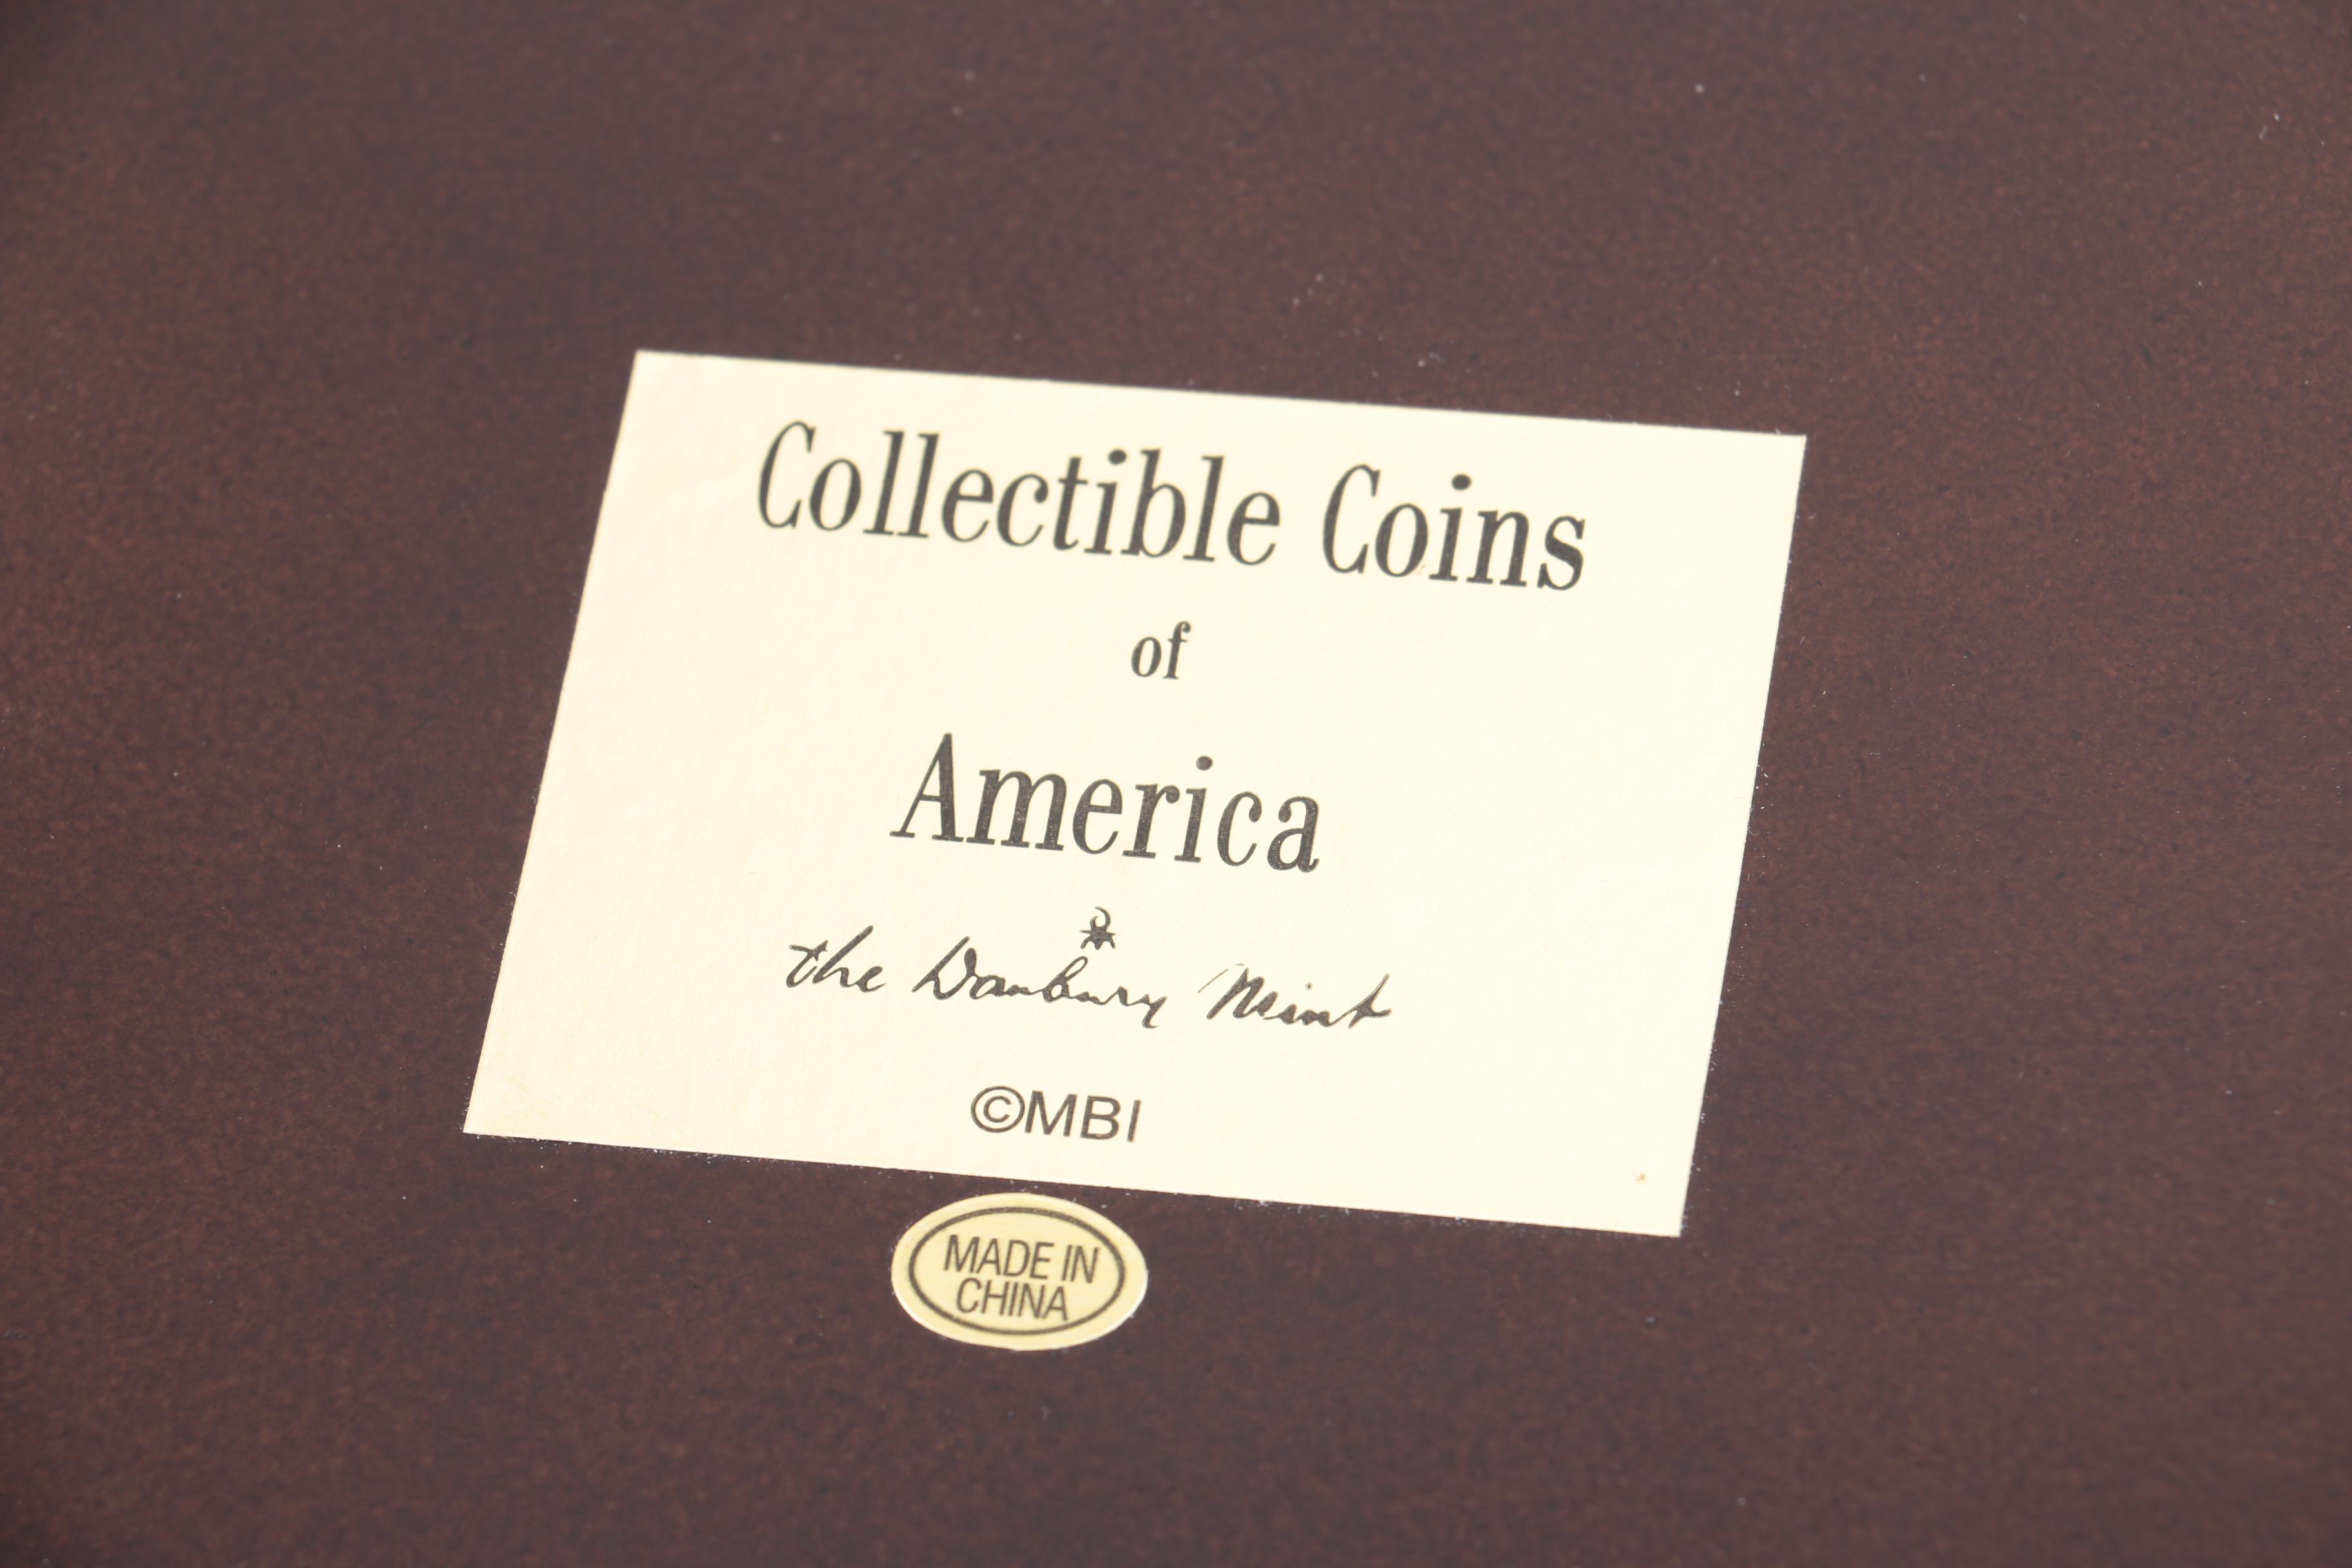 Collectible Coins
of
America
the Danbury Mint
©MBI
MADE IN
CHINA